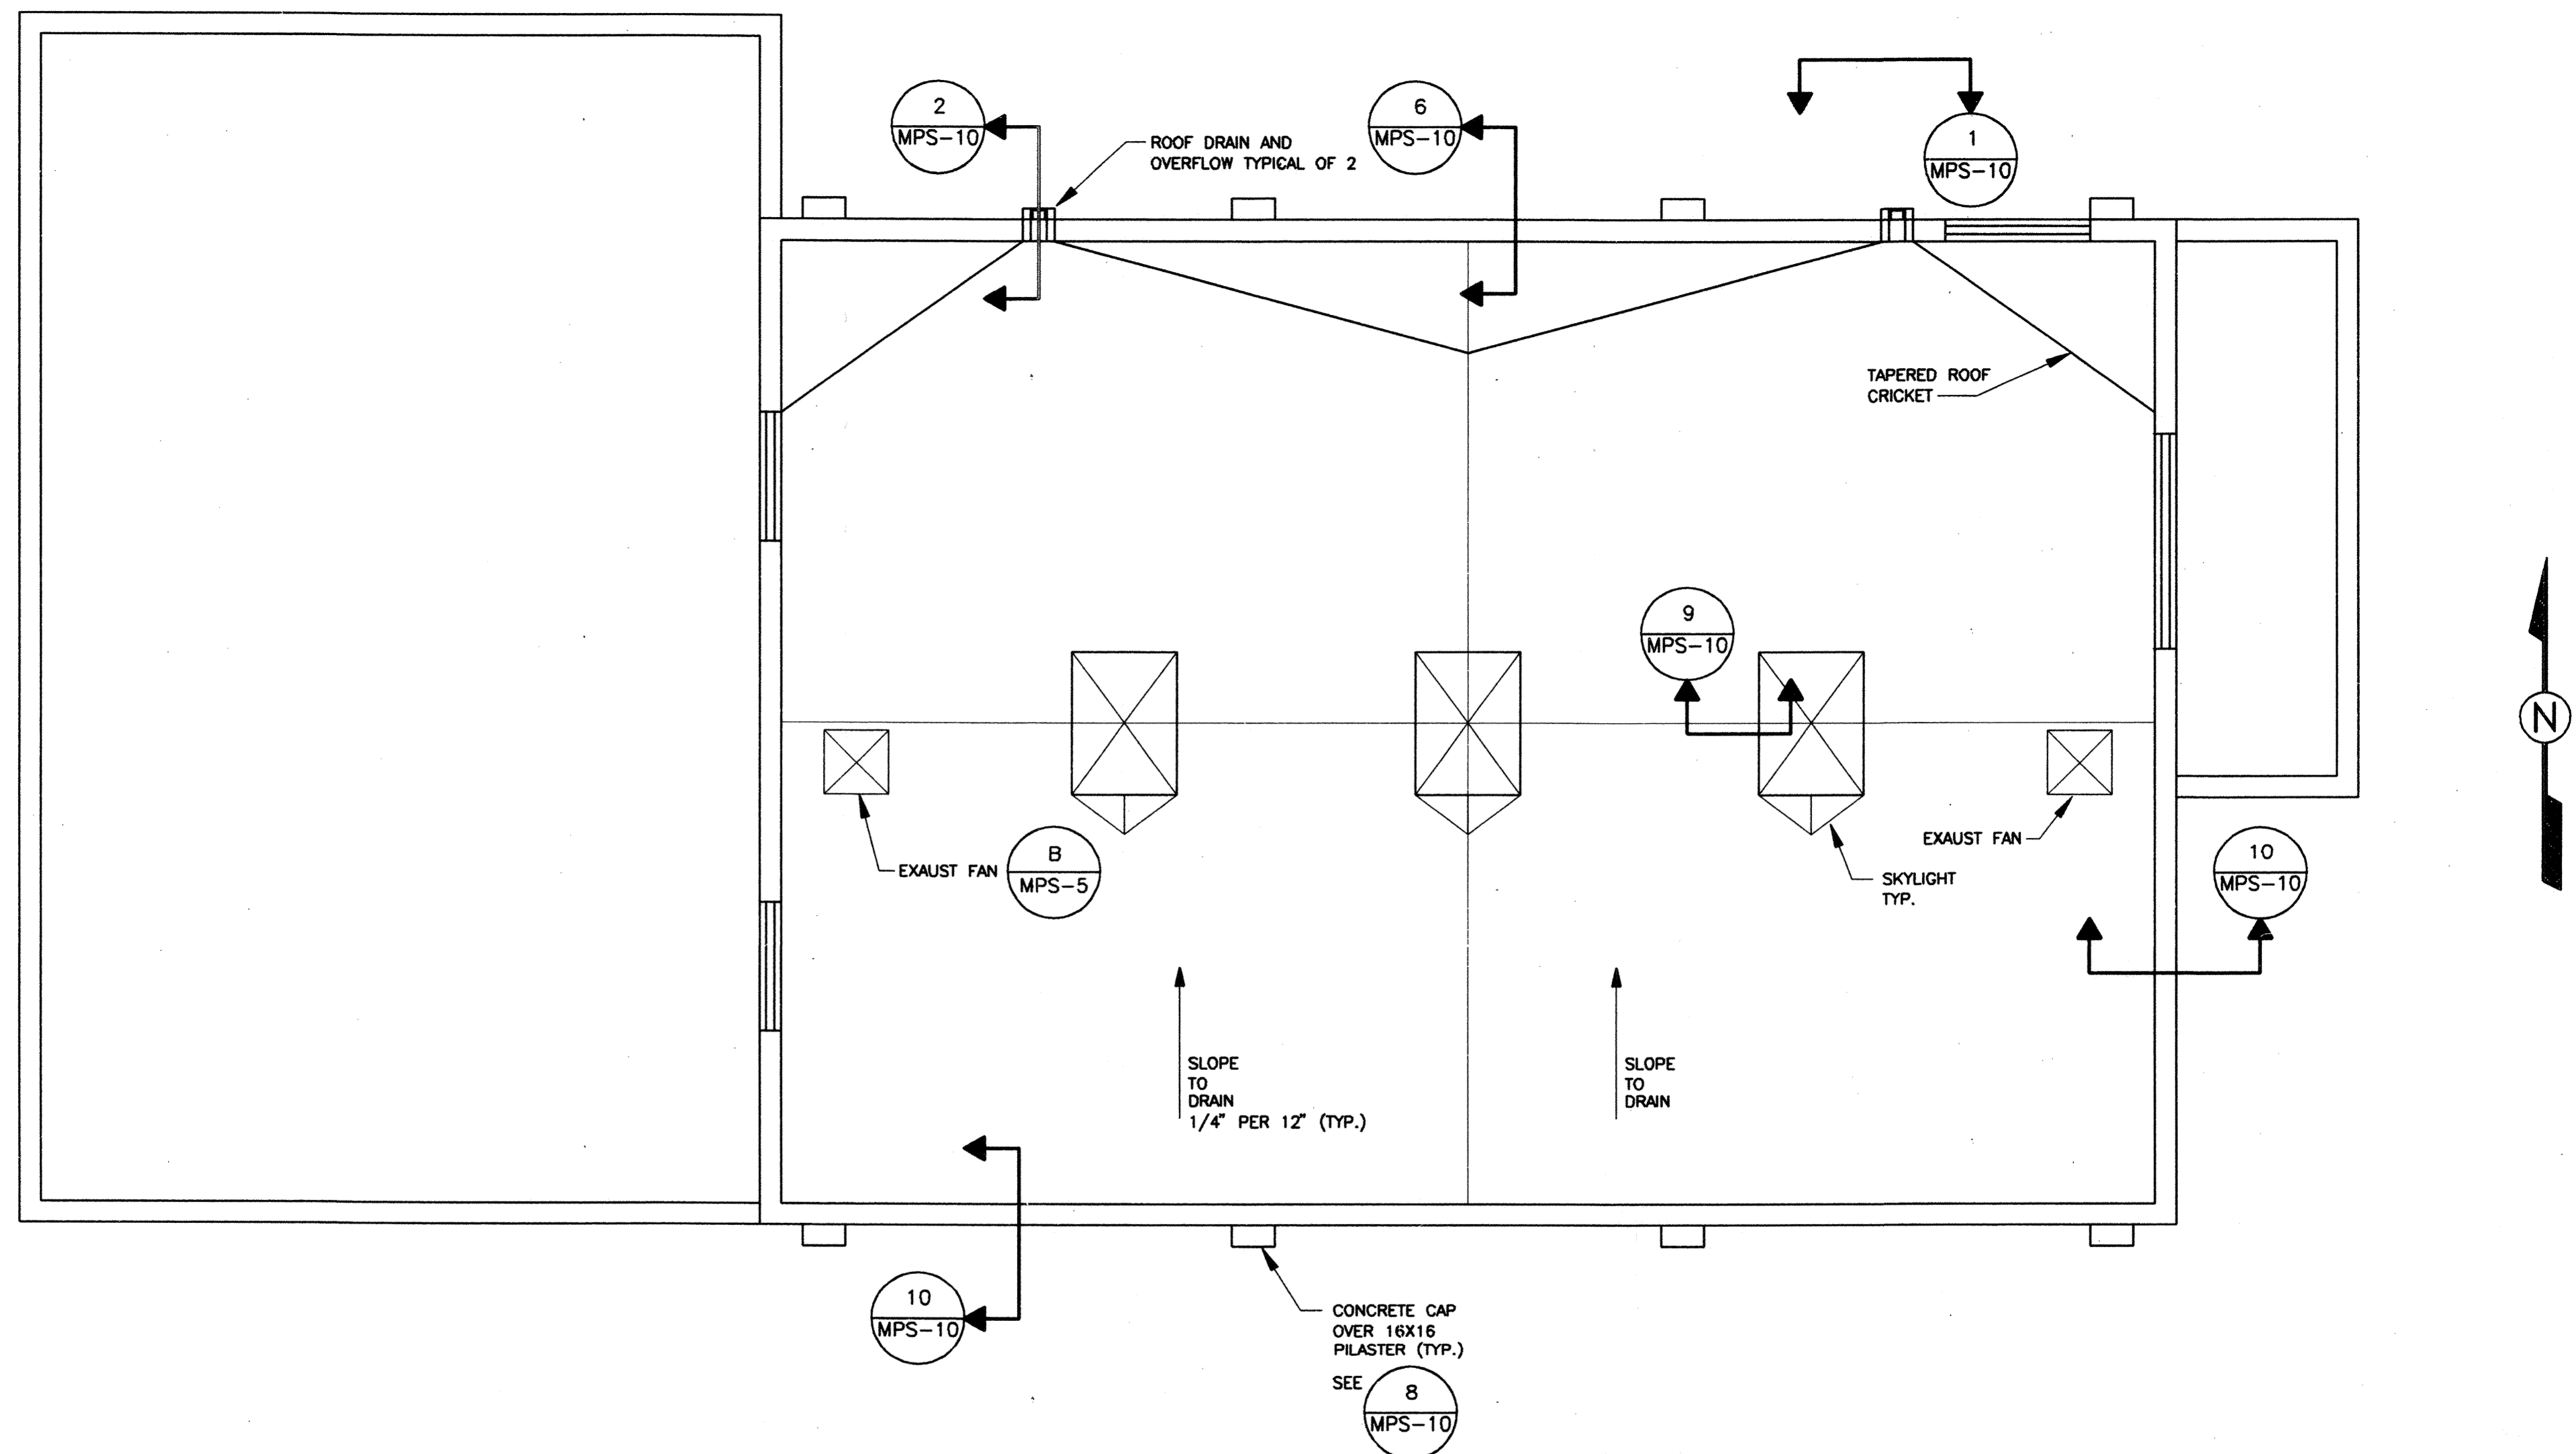 2
MPS-10
6
MPS-10
1
MPS-10
ROOF DRAIN AND
OVERFLOW TYPICAL OF 2
TAPERED ROOF
CRICKET
9
MPS-10
N
EXAUST FAN
B
MPS-5
SKYLIGHT
TYP.
EXAUST FAN
10
MPS-10
SLOPE
TO
DRAIN
1/4" PER 12" (TYP.)
SLOPE
TO
DRAIN
10
MPS-10
CONCRETE CAP
OVER 16X16
PILASTER (TYP.)
SEE
8
MPS-10